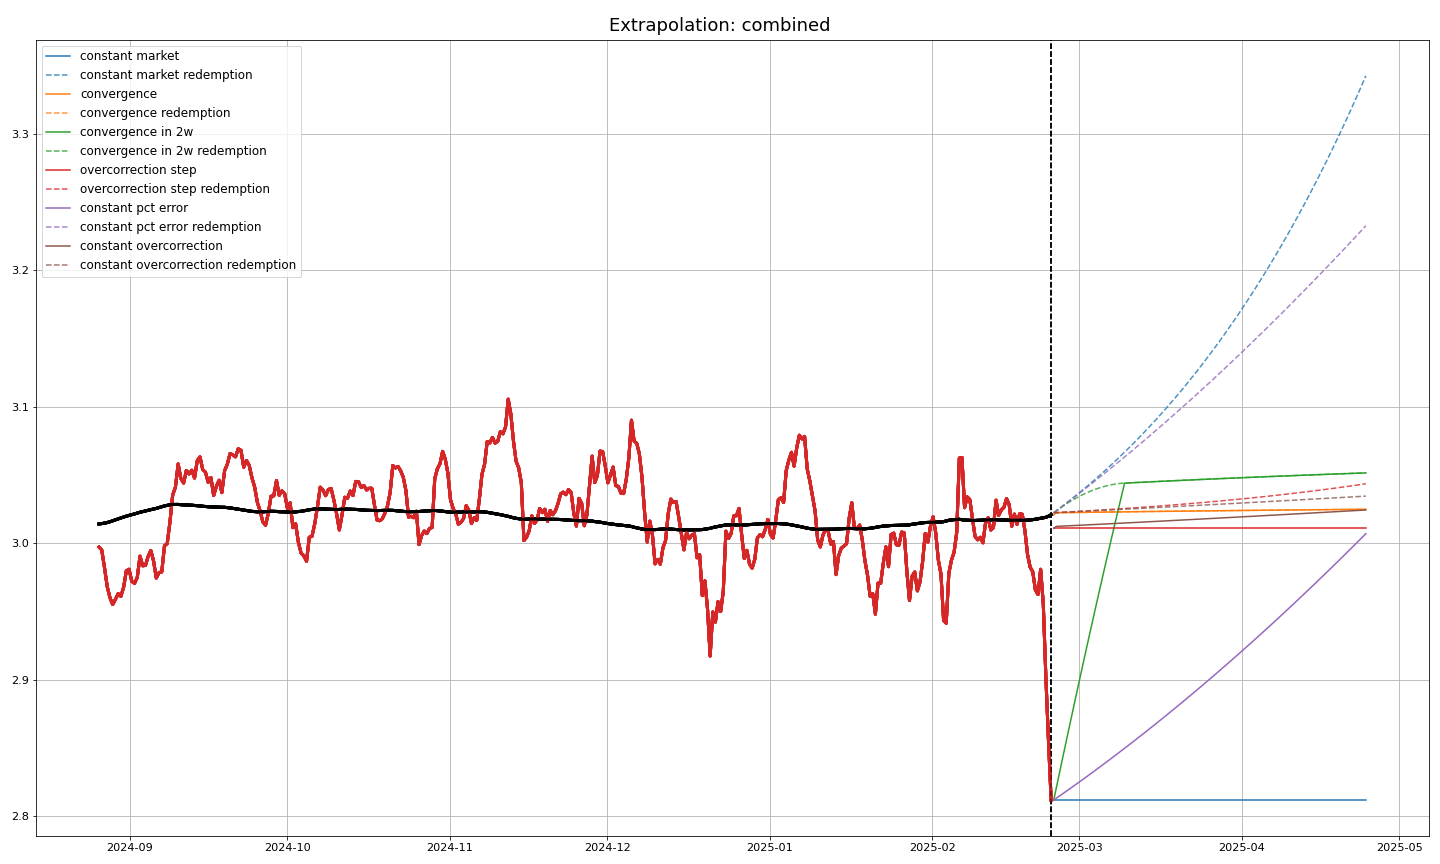 Extrapolation: combined
constant market
constant market redemption
convergence
convergence redemption
convergence in 2w
convergence in 2w redemption
overcorrection step
overcorrection step redemption
constant pct error
constant pct error redemption
constant overcorrection
constant overcorrection redemption
3.3
3.2
3.1
3.0
2.9
2.8
2024-09 2024-10 2024-11 2024-12 2025-01 2025-02 2025-03 2025-04 2025-05